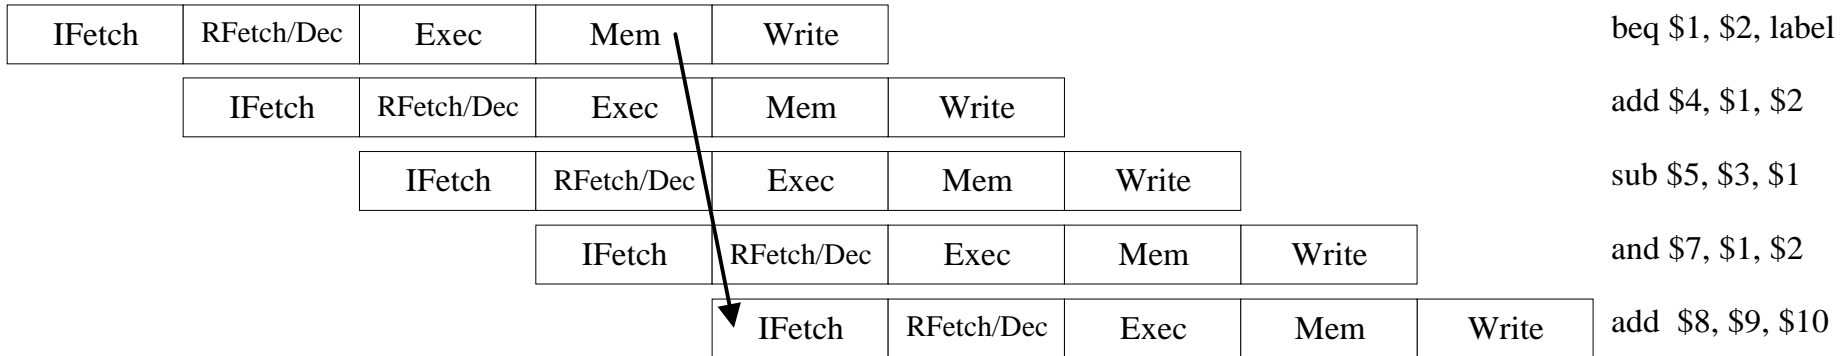 IFetch RFetch/Dec Exec Mem Write beq $1, $2, label
IFetch RFetch/Dec Exec Mem Write add $4, $1, $2
IFetch RFetch/Dec Exec Mem Write sub $5, $3, $1
IFetch RFetch/Dec Exec Mem Write and $7, $1, $2
IFetch RFetch/Dec Exec Mem Write add $8, $9, $10